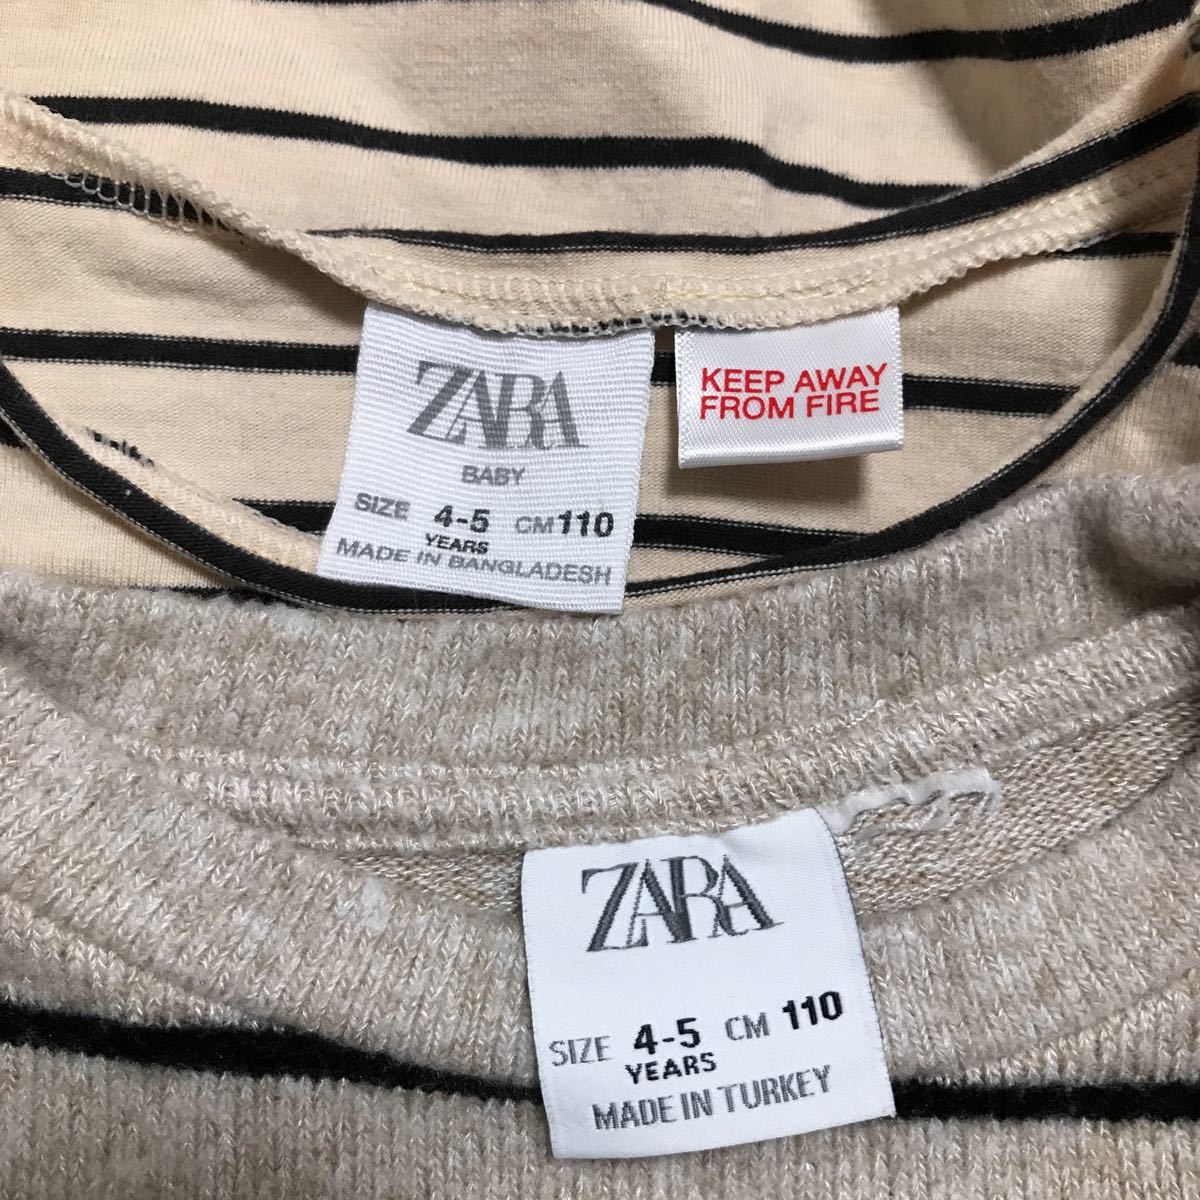 ZARA
BABY
SIZE 4-5 CM 110
YEARS
MADE IN BANGLADESH
KEEP AWAY
FROM FIRE
ZARA
SIZE 4-5 CM 110
YEARS
MADE IN TURKEY